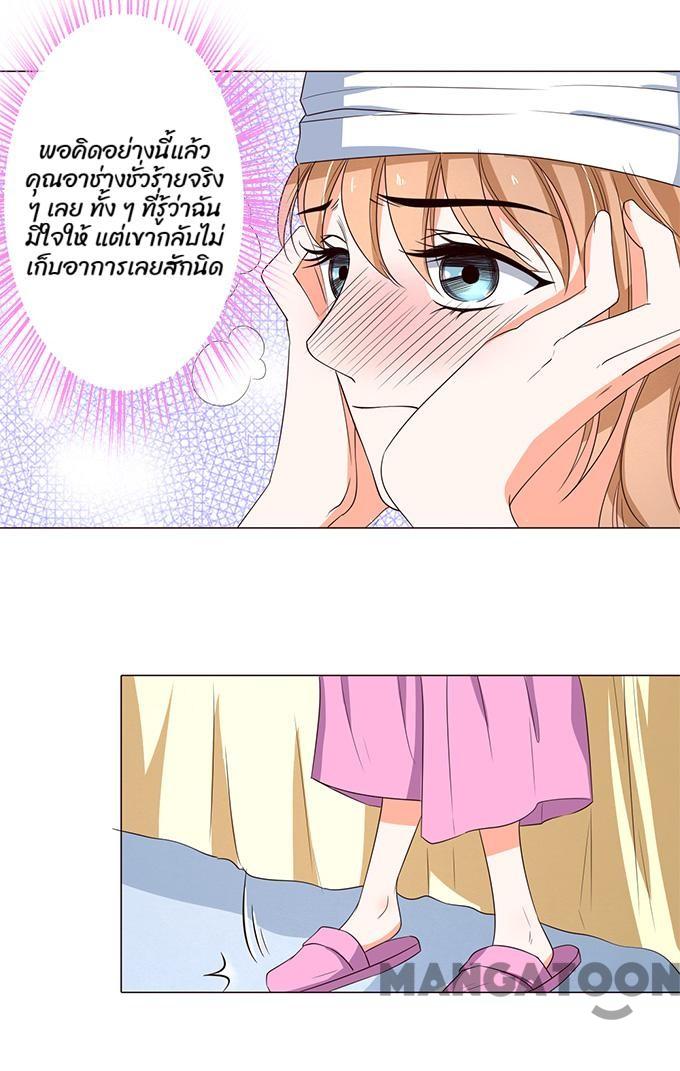 พอคิดอย่างนี้แล้ว
คุณอาช่างชั่วร้ายจริง
ๆ เลย ทั้ง ๆ ที่รู้ว่าฉัน
มีใจให้ แต่เขากลับไม่
เก็บอาการเลยสักนิด
MANGATOON